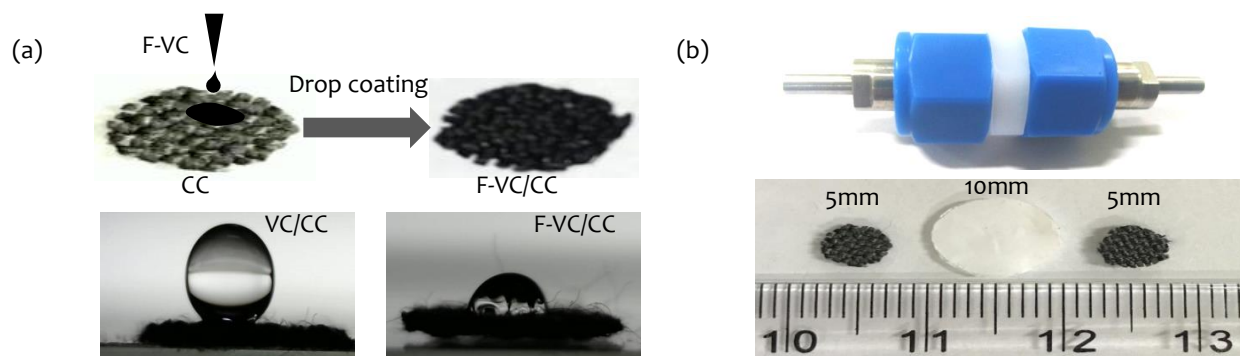 (a)
F-VC
Drop coating
CC
F-VC/CC
VC/CC
F-VC/CC
(b)
5mm
10mm
5mm
10 11 12 13